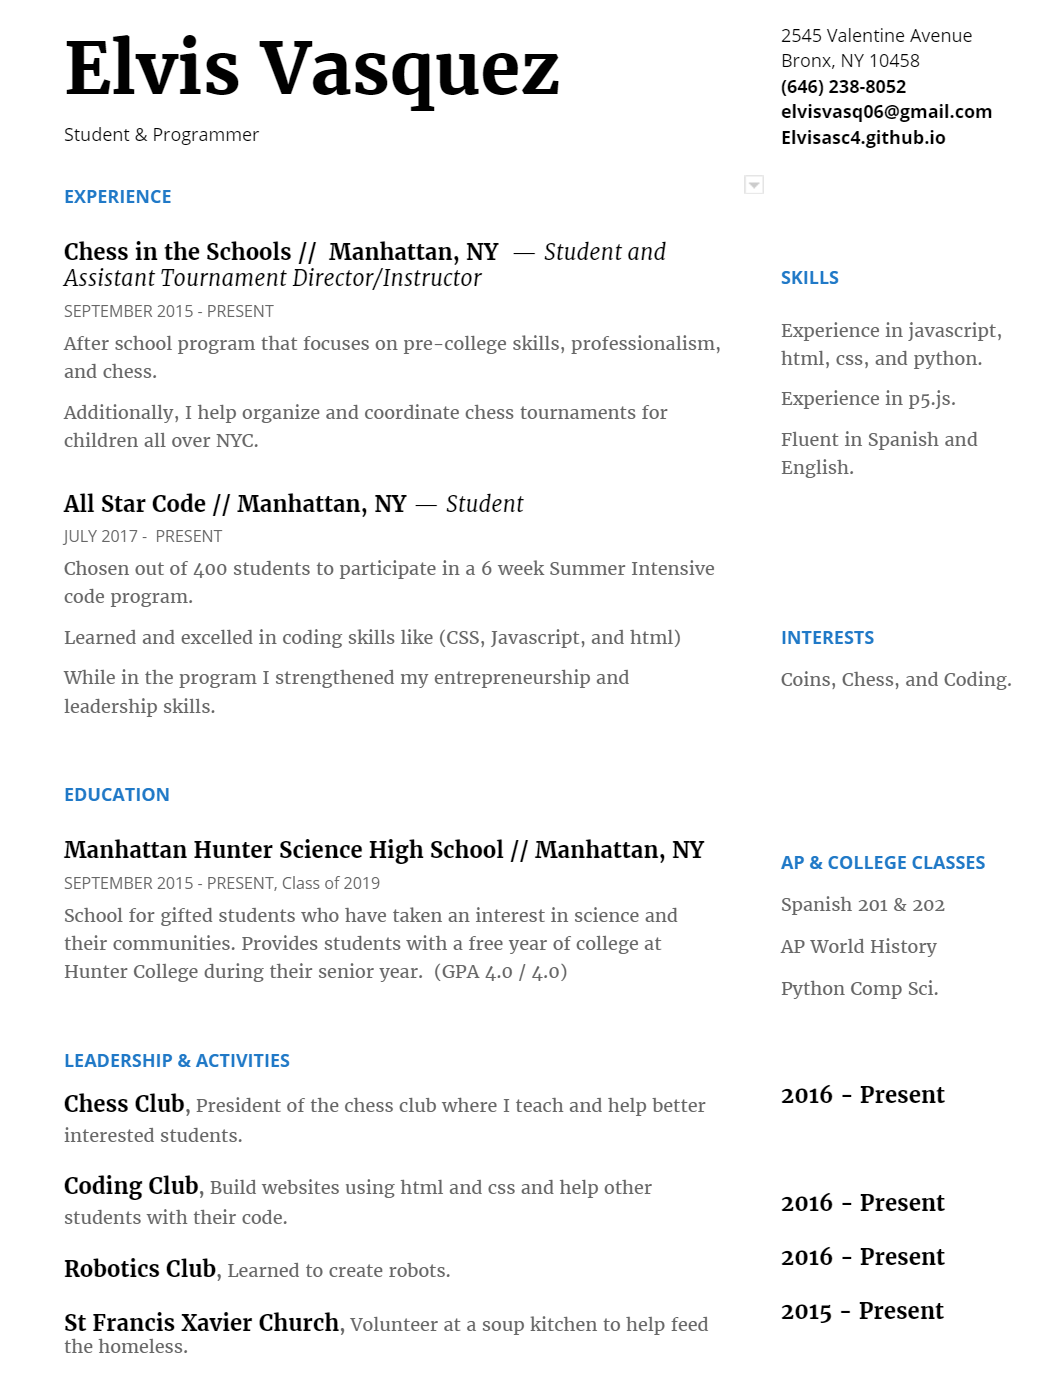 Elvis Vasquez
Student & Programmer
2545 Valentine Avenue
Bronx, NY 10458
(646) 238-8052
elvisvasq06@gmail.com
Elvisasc4.github.io
EXPERIENCE
Chess in the Schools //  Manhattan, NY  — Student and
Assistant Tournament Director/Instructor
SEPTEMBER 2015 - PRESENT
After school program that focuses on pre-college skills, professionalism,
and chess.
Additionally, I help organize and coordinate chess tournaments for
children all over NYC.
All Star Code // Manhattan, NY — Student
JULY 2017 -  PRESENT
Chosen out of 400 students to participate in a 6 week Summer Intensive
code program.
Learned and excelled in coding skills like (CSS, Javascript, and html)
While in the program I strengthened my entrepreneurship and
leadership skills.
EDUCATION
Manhattan Hunter Science High School // Manhattan, NY
SEPTEMBER 2015 - PRESENT, Class of 2019
School for gifted students who have taken an interest in science and
their communities. Provides students with a free year of college at
Hunter College during their senior year.  (GPA 4.0 / 4.0)
LEADERSHIP & ACTIVITIES
Chess Club, President of the chess club where I teach and help better
interested students.
Coding Club, Build websites using html and css and help other
students with their code.
Robotics Club, Learned to create robots.
St Francis Xavier Church, Volunteer at a soup kitchen to help feed
the homeless.
SKILLS
Experience in javascript,
html, css, and python.
Experience in p5.js.
Fluent in Spanish and
English.
INTERESTS
Coins, Chess, and Coding.
AP & COLLEGE CLASSES
Spanish 201 & 202
AP World History
Python Comp Sci.
2016 - Present
2016 - Present
2016 - Present
2015 - Present